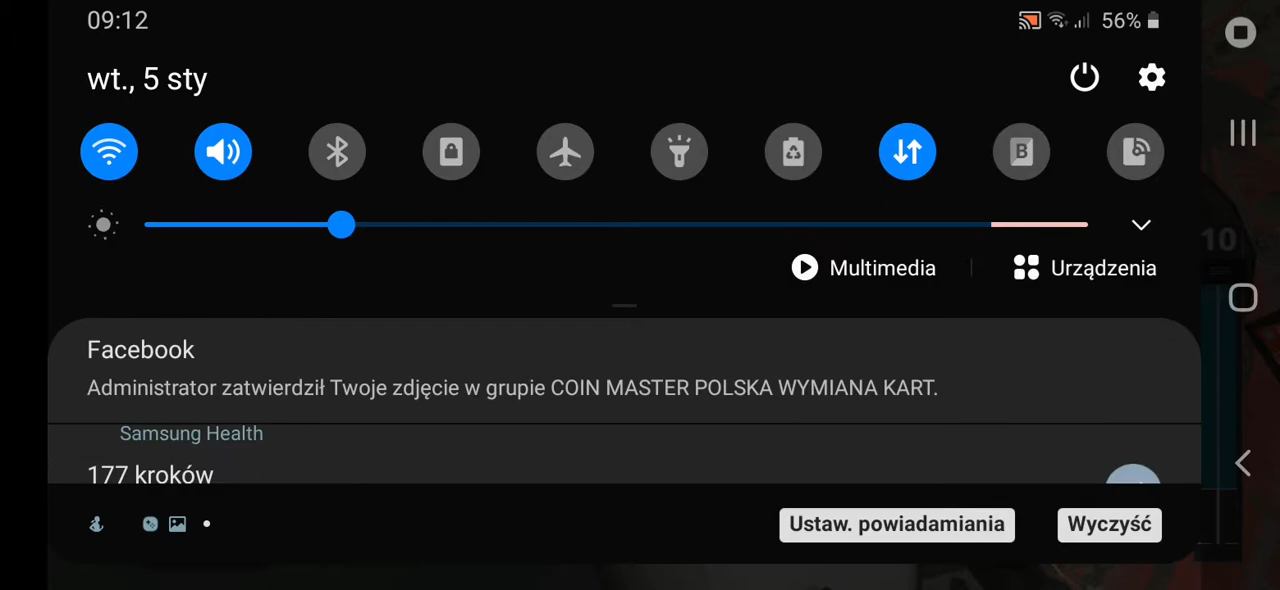 09:12
56%
wt., 5 sty
B
10
Multimedia
Urządzenia
Facebook
Administrator zatwierdził Twoje zdjęcie w grupie COIN MASTER POLSKA WYMIANA KART.
Samsung Health
177 kroków
Ustaw. powiadamiania
Wyczyść